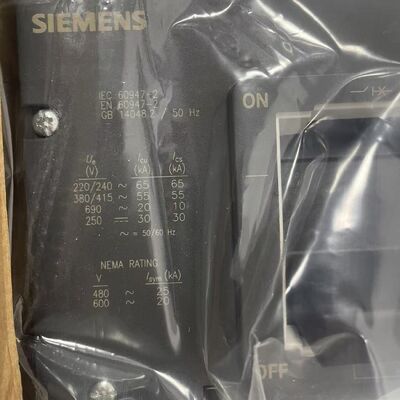 SIEMENS
IEC 60947-2
EN 60947-2
GB 14048.2 / 50 Hz
ON
Ue Icu Ics
(V) (kA) (kA)
220/240 ~ 65 65
380/415 ~ 55 55
690 ~ 20 10
250 ⎓ 30 30
~ = 50/60 Hz
NEMA RATING
V Isym (kA)
480 ~ 25
600 ~ 20
OFF